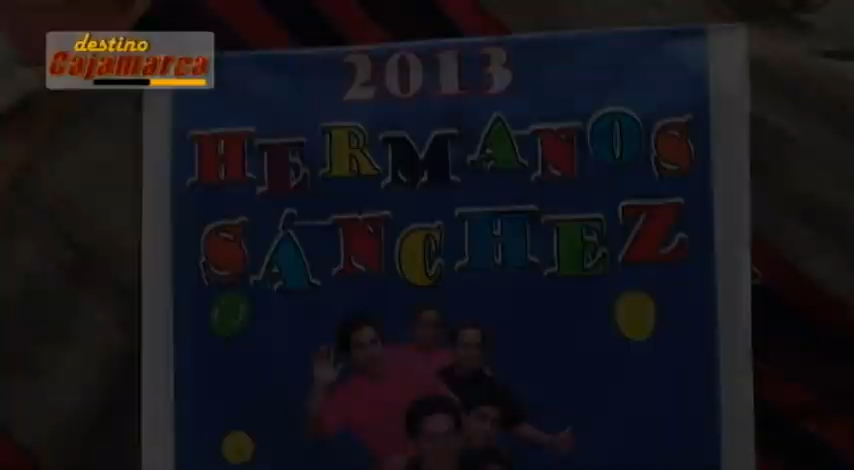 destino
Cajamarca
2013
HERMANOS
SÁNCHEZ